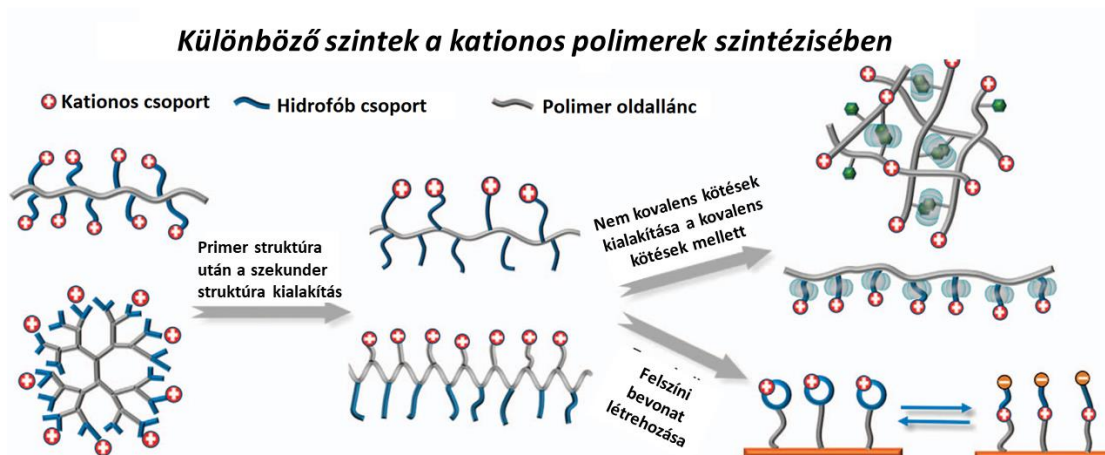 Különböző szintek a kationos polimerek szintézisében
Kationos csoport
Hidrofób csoport
Polimer oldallánc
Primer struktúra
után a szekunder
struktúra kialakítás
Nem kovalens kötések
kialakítása a kovalens
kötések mellett
Felszíni
bevonat
létrehozása